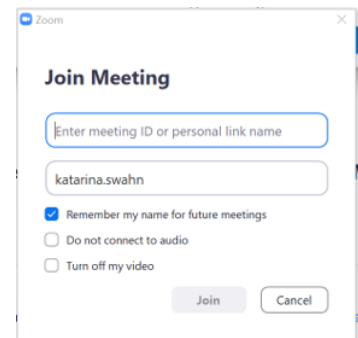 Zoom
Join Meeting
Enter meeting ID or personal link name
katarina.swahn
Remember my name for future meetings
Do not connect to audio
Turn off my video
Join Cancel